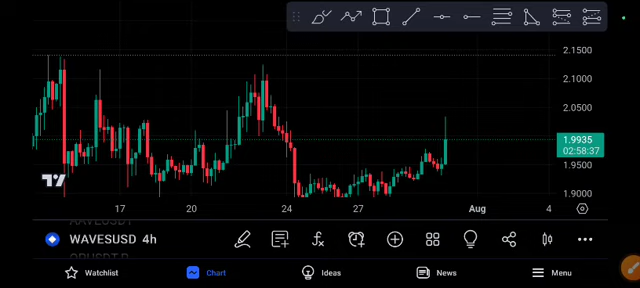 2.1500
2.1000
2.0500
1.9935
02:58:37
1.9500
1.9000
17 20 24 27 Aug 4
WAVESUSD 4h
Watchlist Chart Ideas News Menu